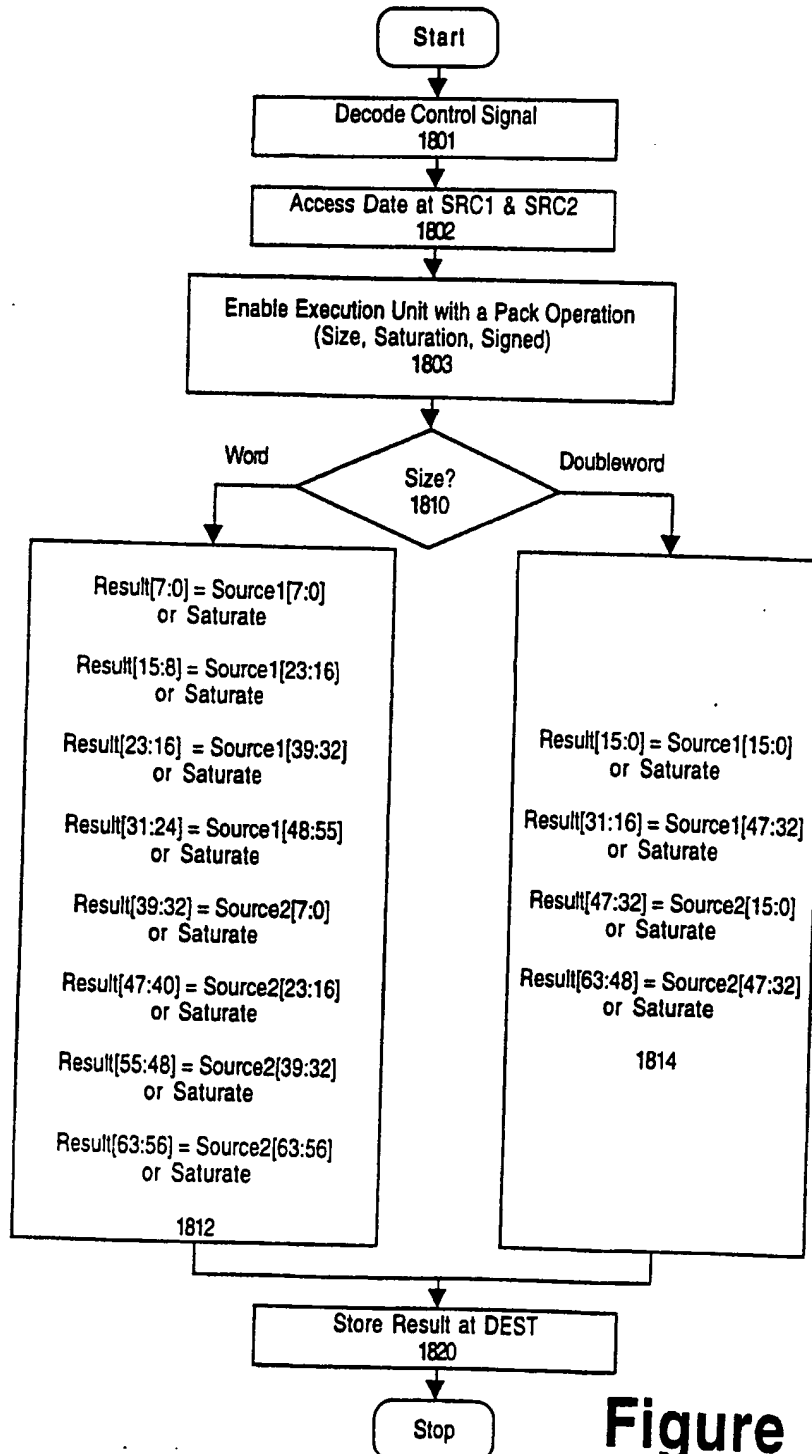 Start
Decode Control Signal
1801
Access Date at SRC1 & SRC2
1802
Enable Execution Unit with a Pack Operation
(Size, Saturation, Signed)
1803
Word
Size?
1810
Doubleword
Result[7:0] = Source1[7:0]
or Saturate
Result[15:8] = Source1[23:16]
or Saturate
Result[23:16] = Source1[39:32]
or Saturate
Result[31:24] = Source1[48:55]
or Saturate
Result[39:32] = Source2[7:0]
or Saturate
Result[47:40] = Source2[23:16]
or Saturate
Result[55:48] = Source2[39:32]
or Saturate
Result[63:56] = Source2[63:56]
or Saturate
1812
Result[15:0] = Source1[15:0]
or Saturate
Result[31:16] = Source1[47:32]
or Saturate
Result[47:32] = Source2[15:0]
or Saturate
Result[63:48] = Source2[47:32]
or Saturate
1814
Store Result at DEST
1820
Stop
Figure